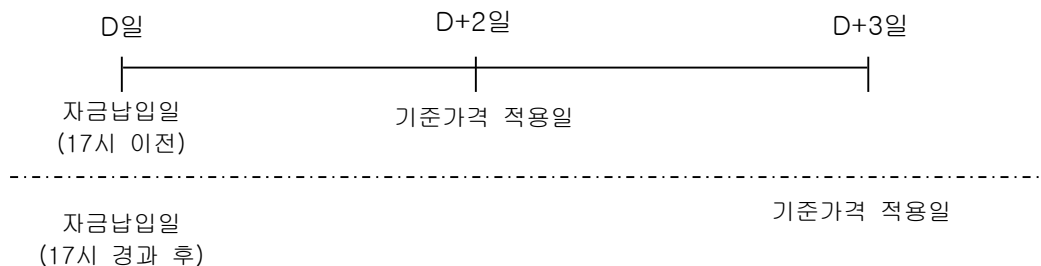 D일 D+2일 D+3일
자금납입일 기준가격 적용일
(17시 이전)
자금납입일 기준가격 적용일
(17시 경과 후)